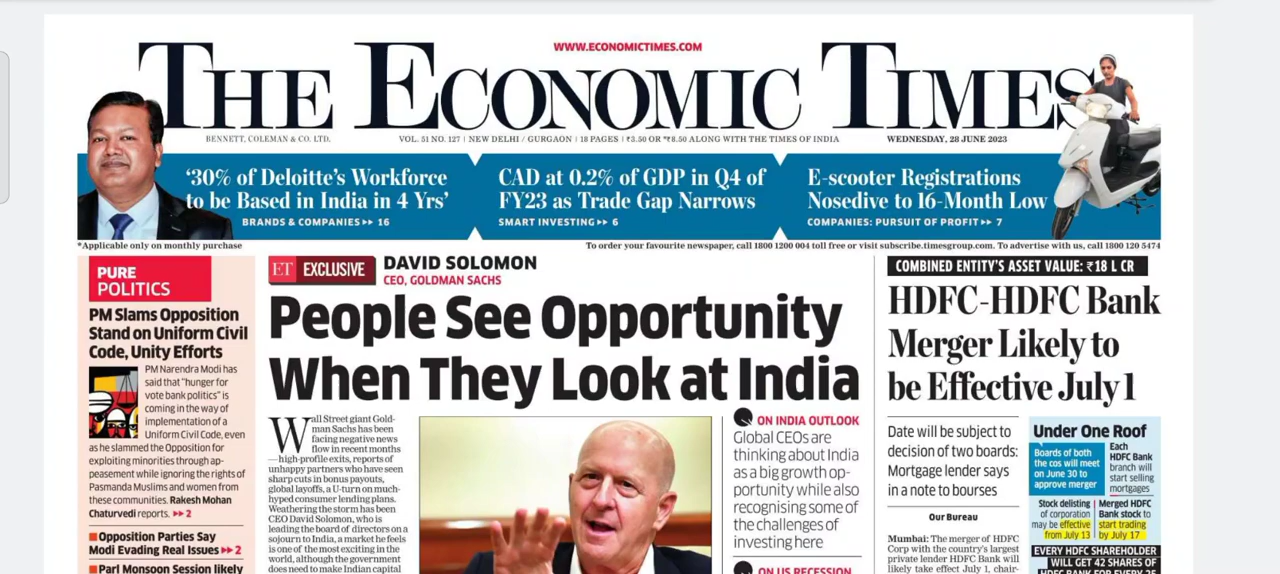 WWW.ECONOMICTIMES.COM
THE ECONOMIC TIMES
BENNETT, COLEMAN & CO. LTD.
VOL. 51 NO. 127 | NEW DELHI / GURGAON | 18 PAGES | ₹3.50 OR *₹8.50 ALONG WITH THE TIMES OF INDIA
WEDNESDAY, 28 JUNE 2023
‘30% of Deloitte’s Workforce
to be Based in India in 4 Yrs’
BRANDS & COMPANIES ▸▸ 16
CAD at 0.2% of GDP in Q4 of
FY23 as Trade Gap Narrows
SMART INVESTING ▸▸ 6
E-scooter Registrations
Nosedive to 16-Month Low
COMPANIES: PURSUIT OF PROFIT ▸▸ 7
*Applicable only on monthly purchase
To order your favourite newspaper, call 1800 1200 004 toll free or visit subscribe.timesgroup.com. To advertise with us, call 1800 120 5474
PURE
POLITICS
PM Slams Opposition
Stand on Uniform Civil
Code, Unity Efforts
PM Narendra Modi has
said that “hunger for
vote bank politics” is
coming in the way of
implementation of a
Uniform Civil Code, even
as he slammed the Opposition for
exploiting minorities through ap-
peasement while ignoring the rights of
Pasmanda Muslims and women from
these communities. Rakesh Mohan
Chaturvedi reports. ▸▸ 2
Opposition Parties Say
Modi Evading Real Issues ▸▸ 2
Parl Monsoon Session likely
ET EXCLUSIVE
DAVID SOLOMON
CEO, GOLDMAN SACHS
People See Opportunity
When They Look at India
Wall Street giant Gold-
man Sachs has been
facing negative news
flow in recent months
—high-profile exits, reports of
unhappy partners who have seen
sharp cuts in bonus payouts,
global layoffs, a U-turn on much-
hyped consumer lending plans.
Weathering the storm has been
CEO David Solomon, who is
leading the board of directors on a
sojourn to India, a market he feels
is one of the most exciting in the
world, although the government
does need to make Indian capital
ON INDIA OUTLOOK
Global CEOs are
thinking about India
as a big growth op-
portunity while also
recognising some of
the challenges of
investing here
ON US RECESSION
COMBINED ENTITY’S ASSET VALUE: ₹18 L CR
HDFC-HDFC Bank
Merger Likely to
be Effective July 1
Date will be subject to
decision of two boards:
Mortgage lender says
in a note to bourses
Our Bureau
Mumbai: The merger of HDFC
Corp with the country’s largest
private lender HDFC Bank will
likely take effect July 1, chair-
Under One Roof
Boards of both
the cos will meet
on June 30 to
approve merger
Each
HDFC Bank
branch will
start selling
mortgages
Stock delisting
of corporation
may be effective
from July 13
Merged HDFC
Bank stock to
start trading
by July 17
EVERY HDFC SHAREHOLDER
WILL GET 42 SHARES OF
HDFC BANK FOR EVERY 25